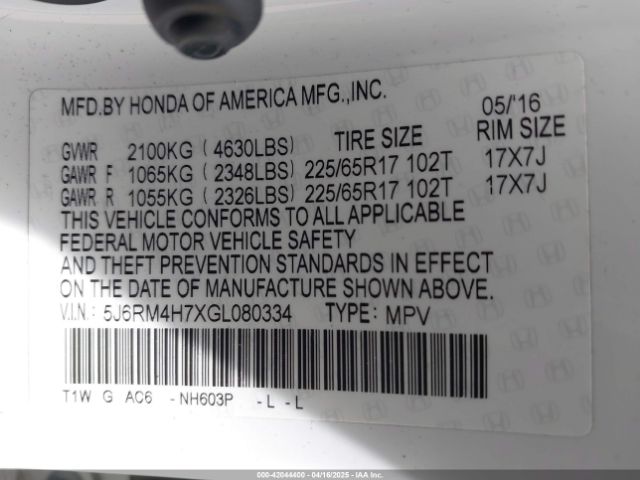 MFD.BY HONDA OF AMERICA MFG.,INC. 05/'16
GVWR 2100KG (4630LBS) TIRE SIZE RIM SIZE
GAWR F 1065KG (2348LBS) 225/65R17 102T 17X7J
GAWR R 1055KG (2326LBS) 225/65R17 102T 17X7J
THIS VEHICLE CONFORMS TO ALL APPLICABLE
FEDERAL MOTOR VEHICLE SAFETY
AND THEFT PREVENTION STANDARDS IN EFFECT
ON THE DATE OF MANUFACTURE SHOWN ABOVE.
V.I.N.: 5J6RM4H7XGL080334 TYPE: MPV
T1W G AC6 - NH603P - L - L
000-42044400 - 04/16/2025 - IAA Inc.